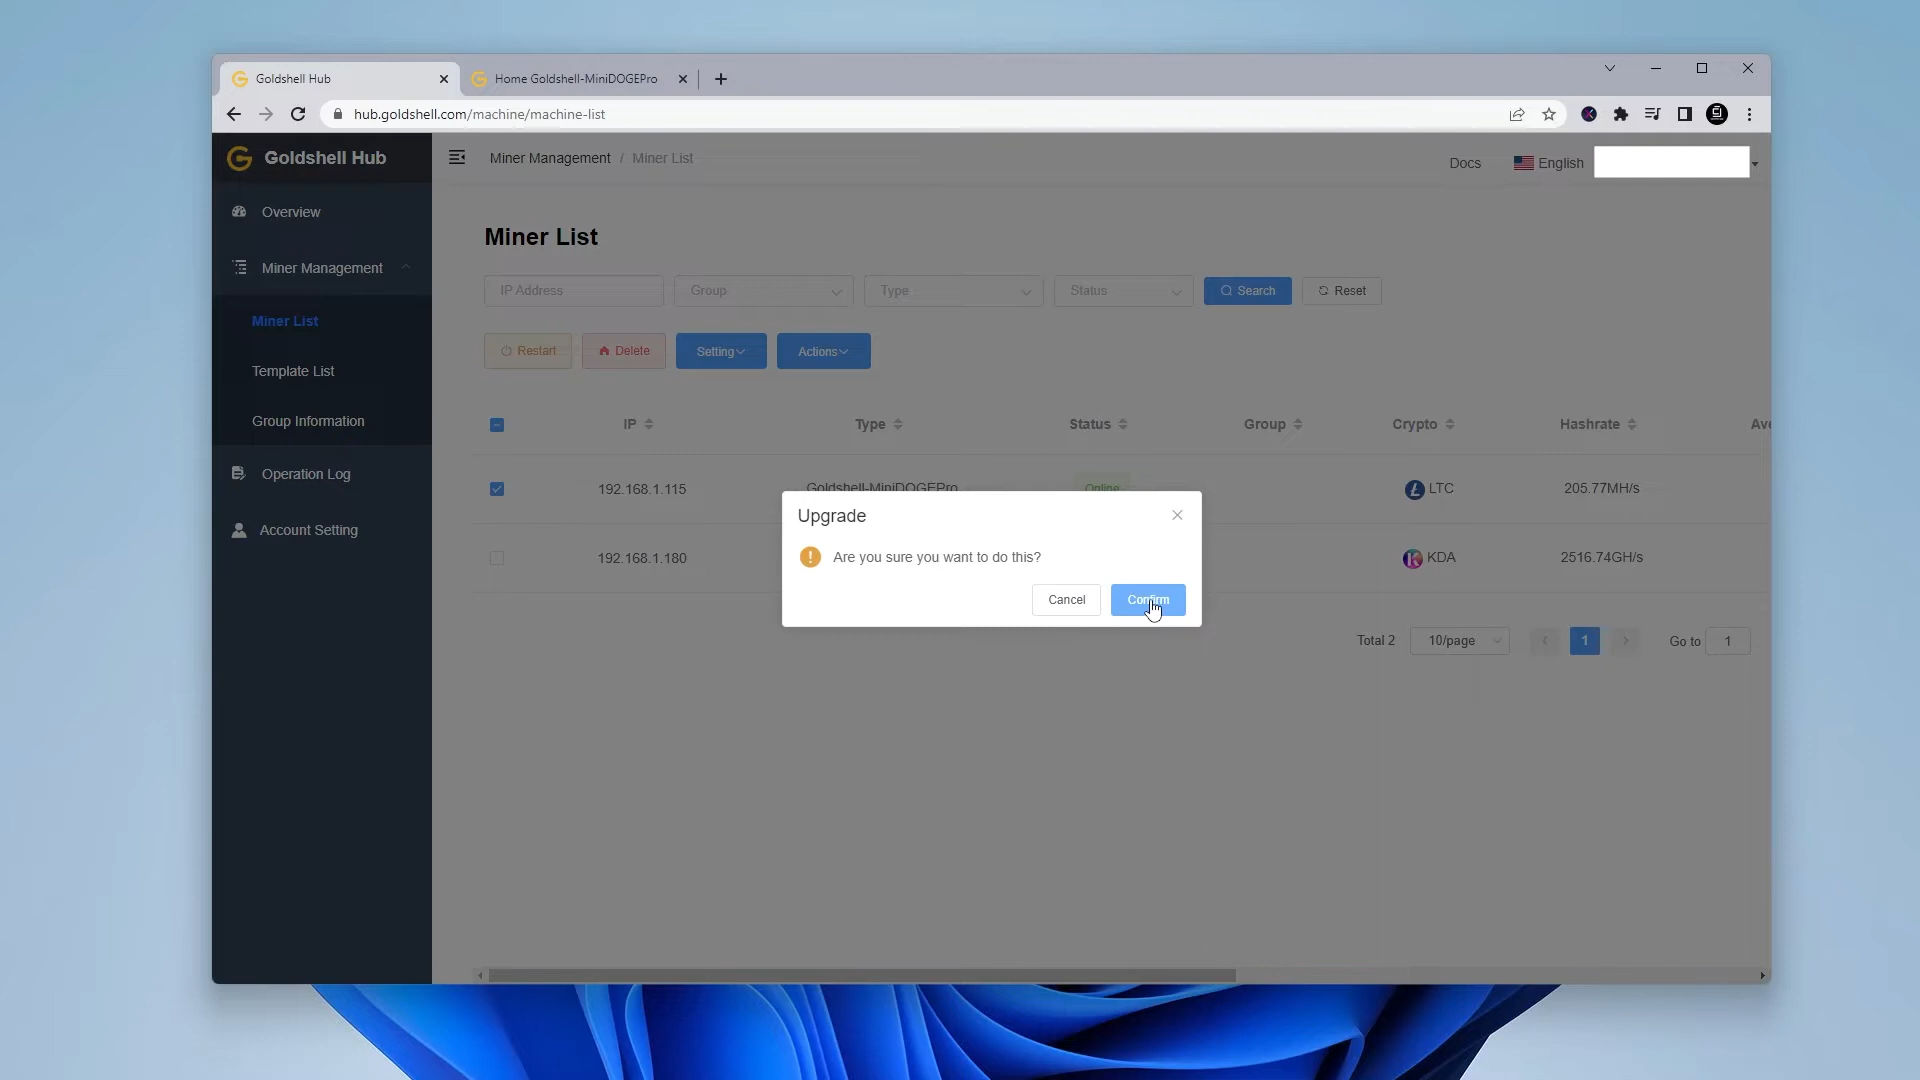 Goldshell Hub
Home Goldshell-MiniDOGEPro
hub.goldshell.com/machine/machine-list
Goldshell Hub
Miner Management / Miner List
Docs
English
Overview
Miner Management
Miner List
Template List
Group Information
Operation Log
Account Setting
Miner List
IP Address
Group
Type
Status
Search
Reset
Restart
Delete
Setting
Actions
IP
Type
Status
Group
Crypto
Hashrate
Ave
192.168.1.115
Goldshell-MiniDOGEPro
Online
LTC
205.77MH/s
192.168.1.180
KDA
2516.74GH/s
Upgrade
Are you sure you want to do this?
Cancel
Confirm
Total 2
10/page
1
Go to
1